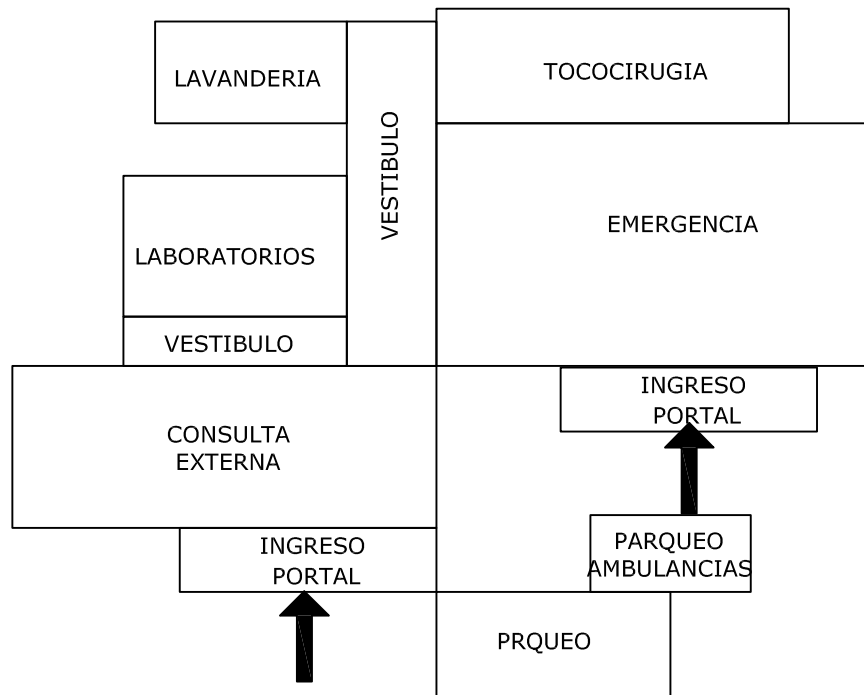 LAVANDERIA
TOCOCIRUGIA
VESTIBULO
EMERGENCIA
LABORATORIOS
VESTIBULO
INGRESO
PORTAL
CONSULTA
EXTERNA
INGRESO
PORTAL
PARQUEO
AMBULANCIAS
PRQUEO